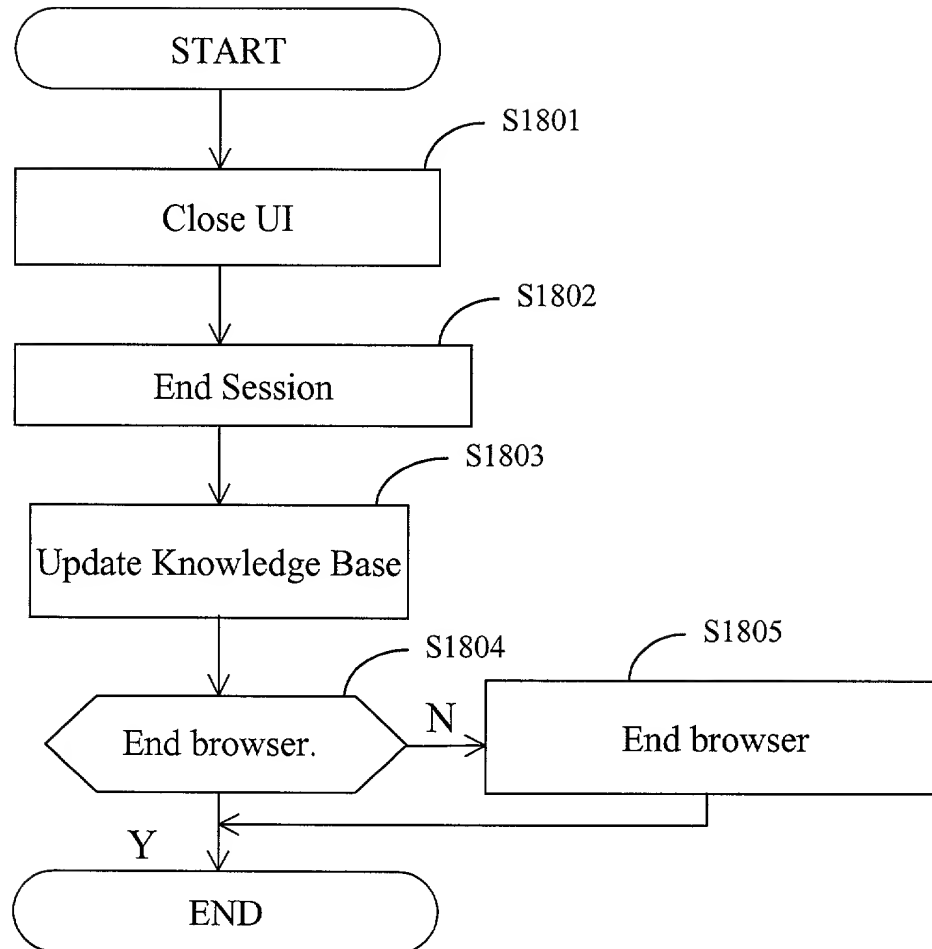 START
S1801
Close UI
S1802
End Session
S1803
Update Knowledge Base
S1804
S1805
End browser.
N
End browser
Y
END